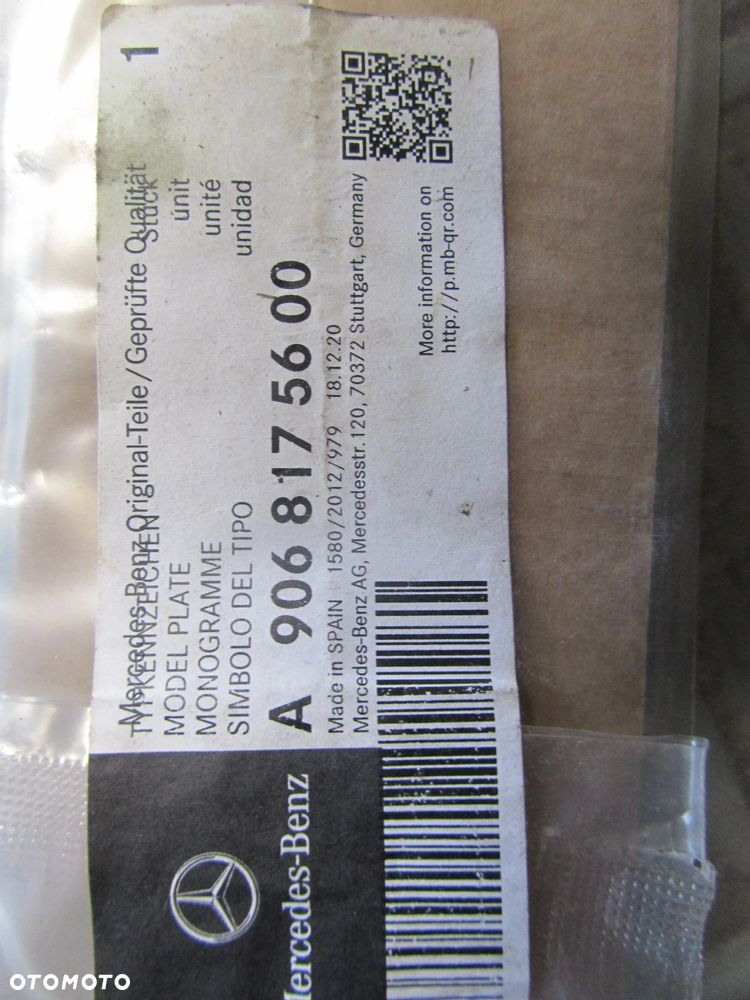 Mercedes-Benz Original-Teile/Geprüfte Qualität
TYPKENNZEICHEN
MODEL PLATE
MONOGRAMME
SIMBOLO DEL TIPO
1
Stück
únit
unité
unidad
A 906 817 56 00
Made in SPAIN 1580/2012/979 18.12.20
Mercedes-Benz AG, Mercedesstr.120, 70372 Stuttgart, Germany
More information on
http://p.mb-qr.com
Mercedes-Benz
OTOMOTO